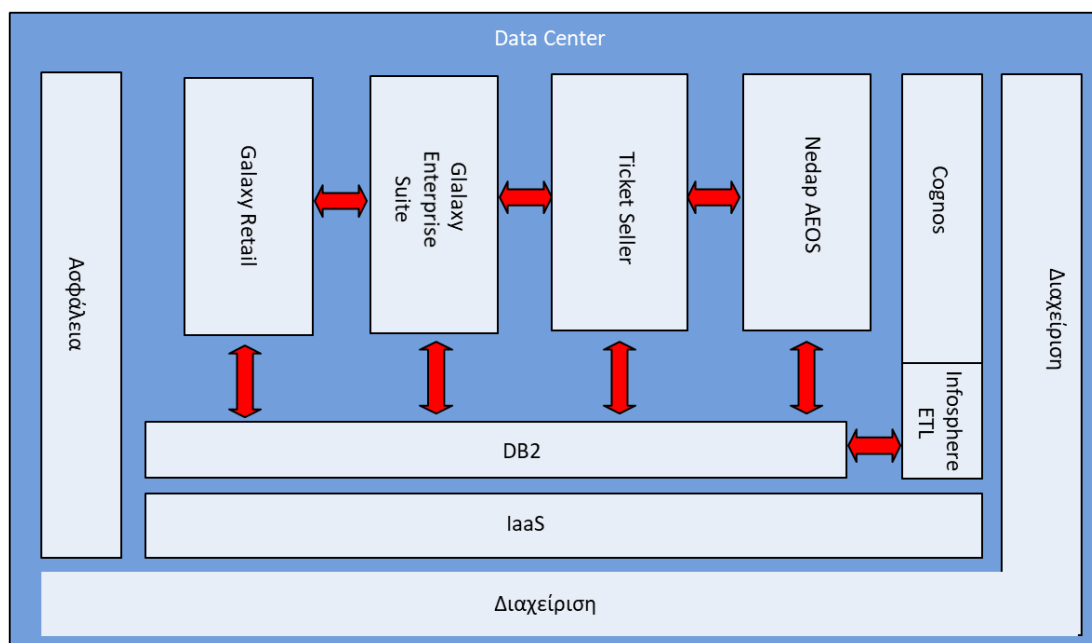 Data Center
Ασφάλεια
Galaxy Retail
Glalaxy
Enterprise
Suite
Ticket Seller
Nedap AEOS
Cognos
Infosphere
ETL
Διαχείριση
DB2
IaaS
Διαχείριση